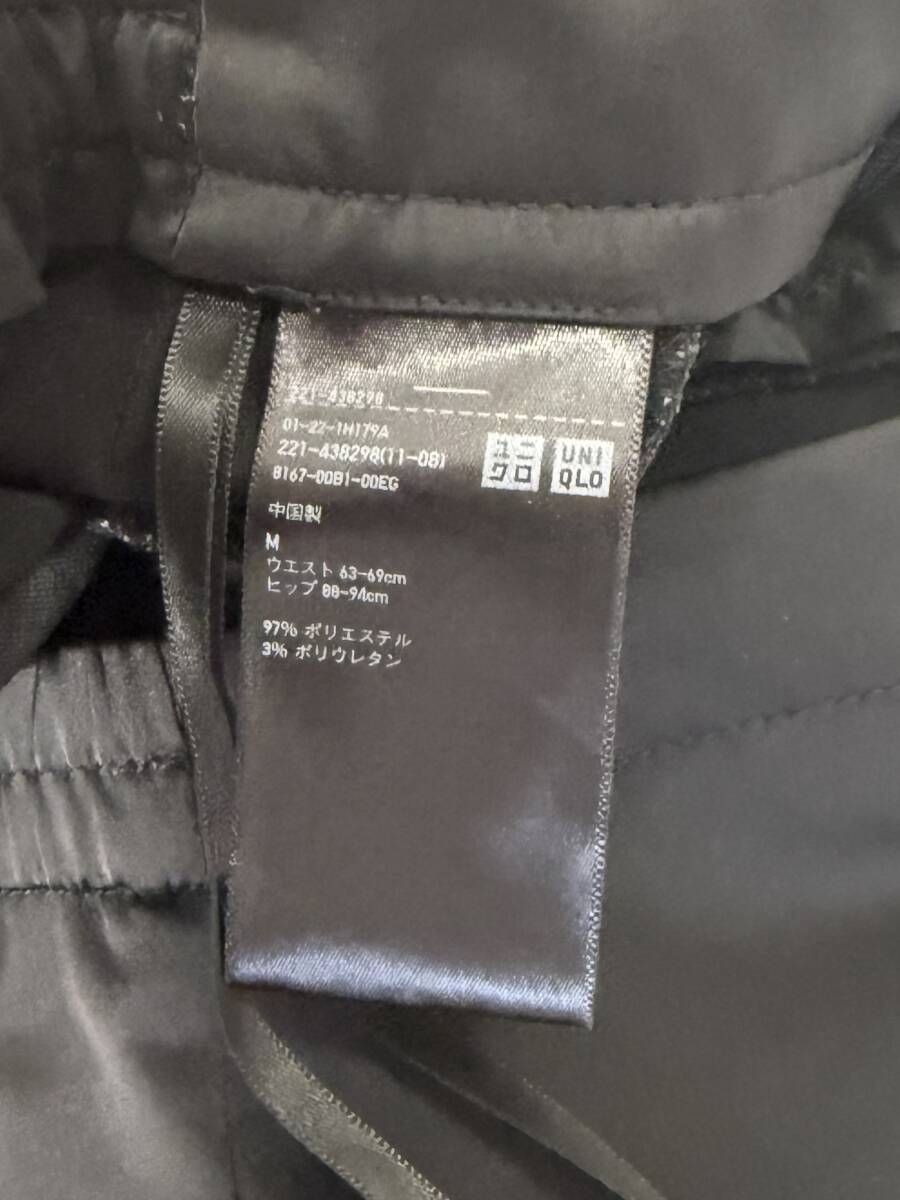 221-438298
01-22-1H179A
221-438298(11-08)
8167-00B1-00EG
ユニ
クロ
UNI
QLO
中国製
M
ウエスト 63-69cm
ヒップ 88-94cm
97% ポリエステル
3% ポリウレタン